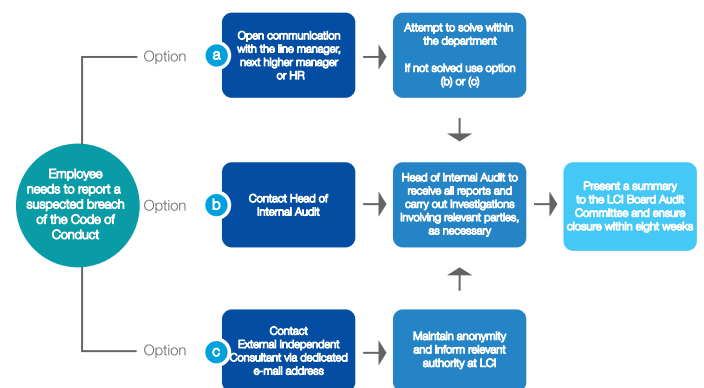 Employee
needs to report a
suspected breach
of the Code of
Conduct
Option
a
Open communication
with the line manager,
next higher manager
or HR
Attempt to solve within
the department
If not solved use option
(b) or (c)
Option
b
Contact Head of
Internal Audit
Head of Internal Audit to
receive all reports and
carry out investigations
involving relevant parties,
as necessary
Present a summary
to the LCI Board Audit
Committee and ensure
closure within eight weeks
Option
c
Contact
External Independent
Consultant via dedicated
e-mail address
Maintain anonymity
and inform relevant
authority at LCI